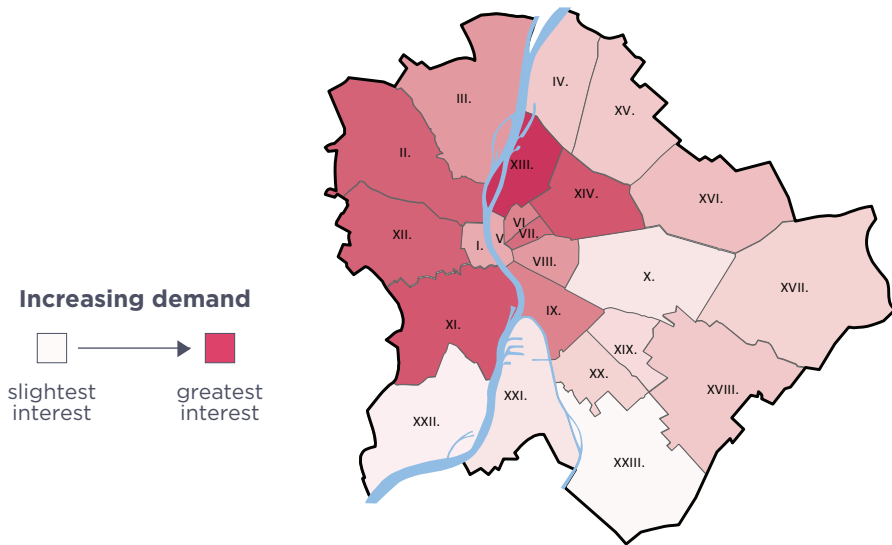 IV.
III.
XV.
II.
XIII.
XIV.
XVI.
VI.
XII.
V.
VII.
I.
VIII.
X.
XVII.
Increasing demand
IX.
XI.
XIX.
XX.
XVIII.
slightest
interest
greatest
interest
XXI.
XXII.
XXIII.